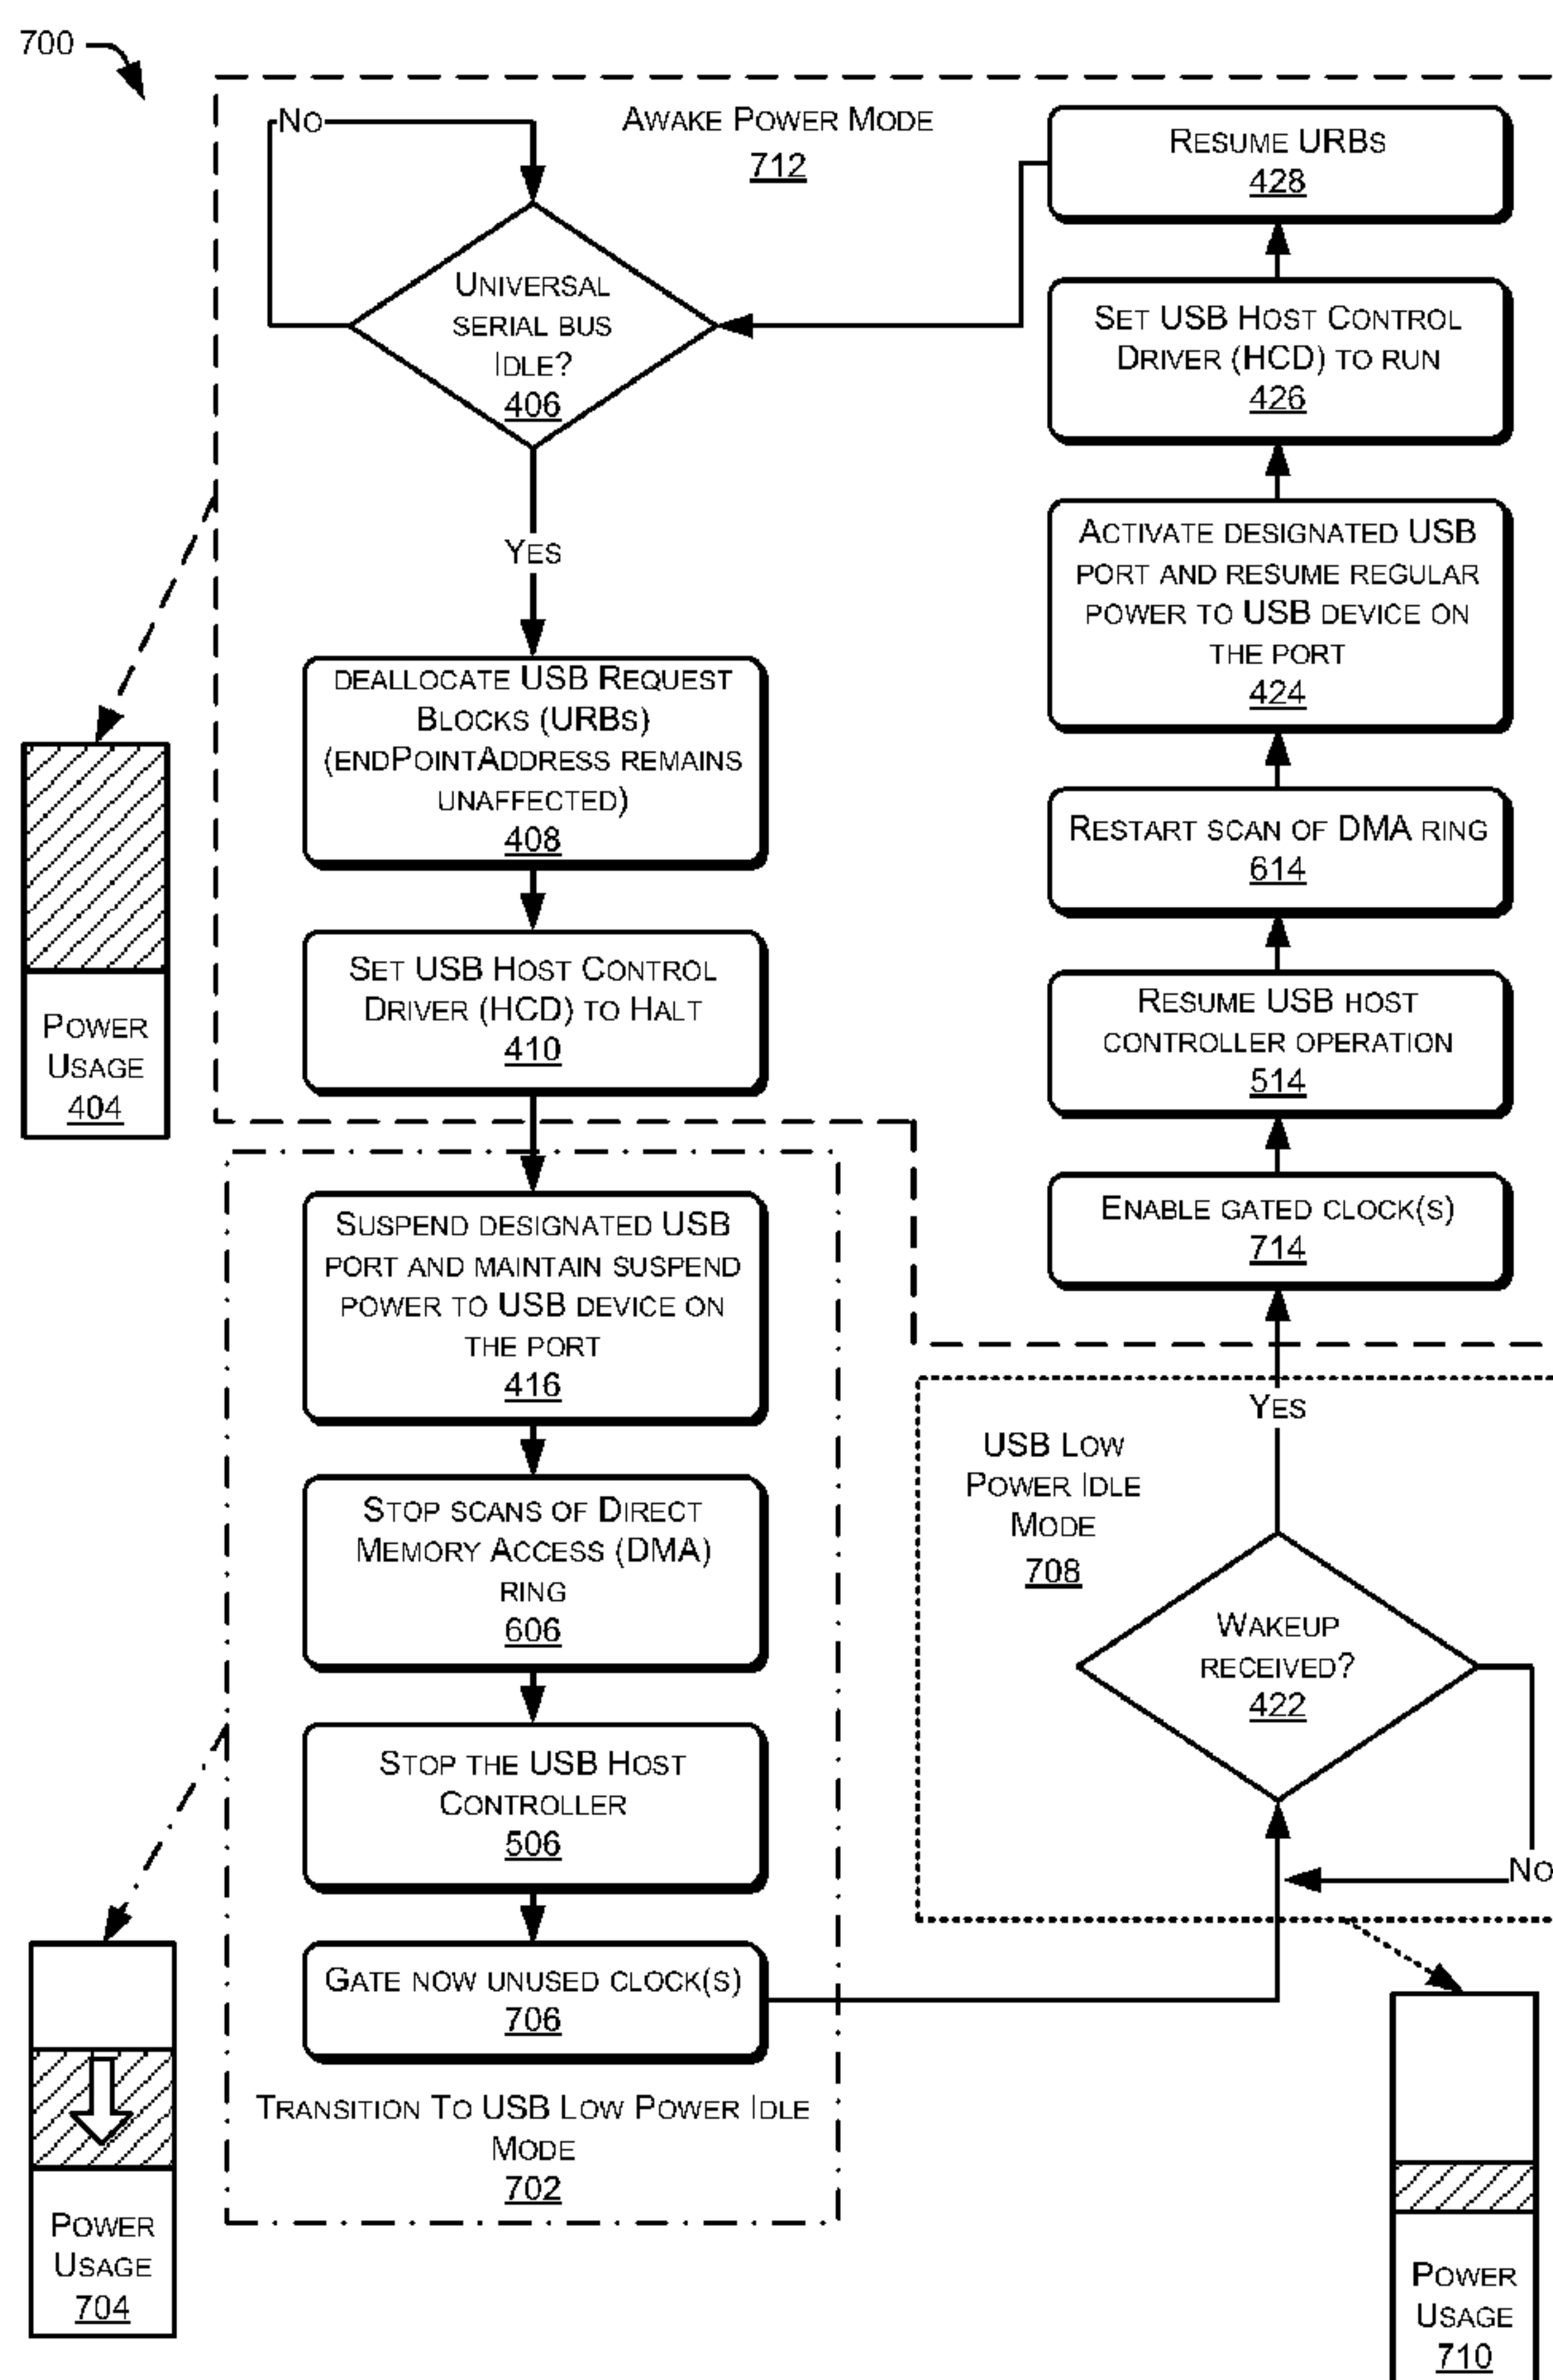 700
No
Awake Power Mode
712
Universal
serial bus
Idle?
406
Yes
deallocate USB Request
Blocks (URBs)
(endPointAddress remains
unaffected)
408
Set USB Host Control
Driver (HCD) to Halt
410
Resume URBs
428
Set USB Host Control
Driver (HCD) to run
426
Activate designated USB
port and resume regular
power to USB device on
the port
424
Restart scan of DMA ring
614
Resume USB host
controller operation
514
Enable gated clock(s)
714
Power
Usage
404
Suspend designated USB
port and maintain suspend
power to USB device on
the port
416
Stop scans of Direct
Memory Access (DMA)
ring
606
Stop the USB Host
Controller
506
Gate now unused clock(s)
706
Transition To USB Low Power Idle
Mode
702
Yes
USB Low
Power Idle
Mode
708
Wakeup
received?
422
No
Power
Usage
704
Power
Usage
710